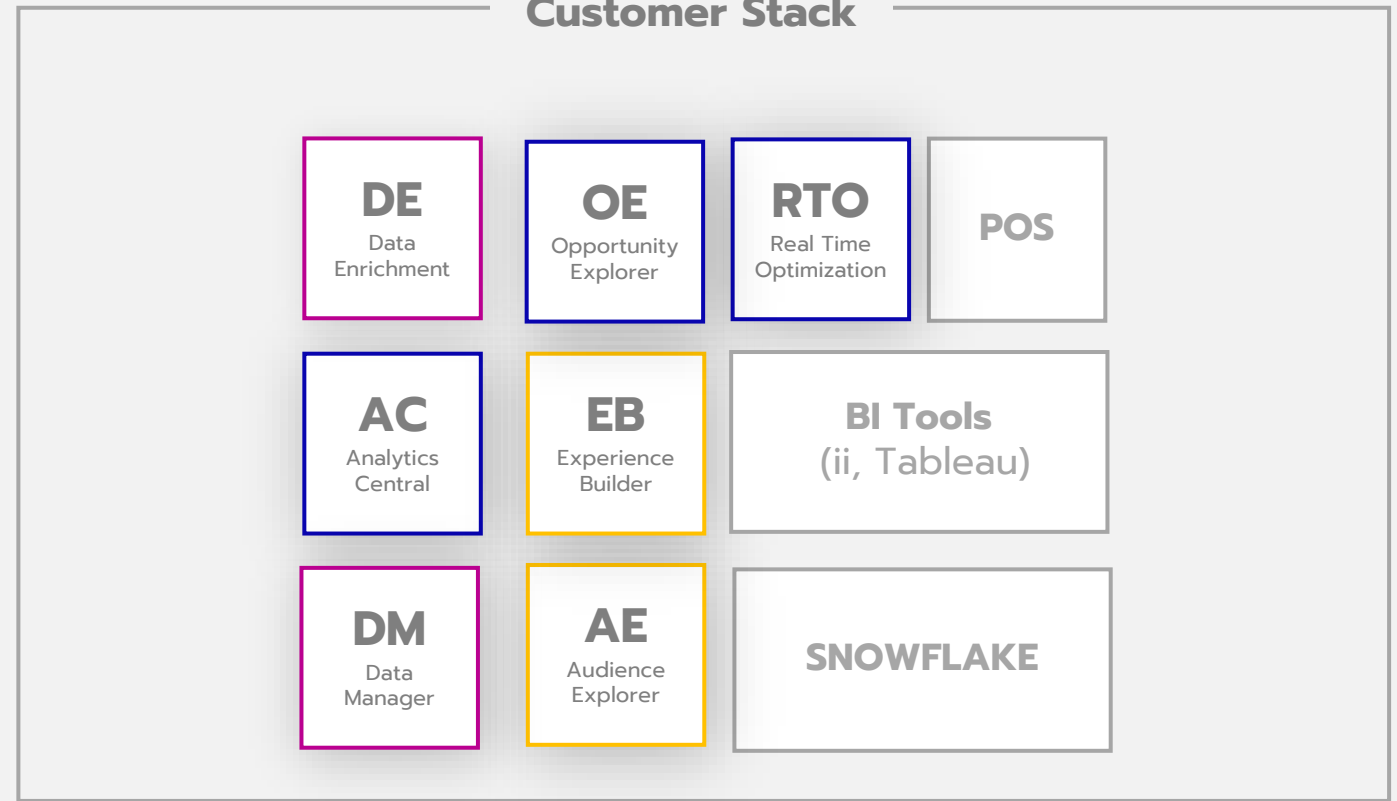 Customer Stack
DE
Data
Enrichment
OE
Opportunity
Explorer
RTO
Real Time
Optimization
POS
AC
Analytics
Central
EB
Experience
Builder
BI Tools
(ii, Tableau)
DM
Data
Manager
AE
Audience
Explorer
SNOWFLAKE